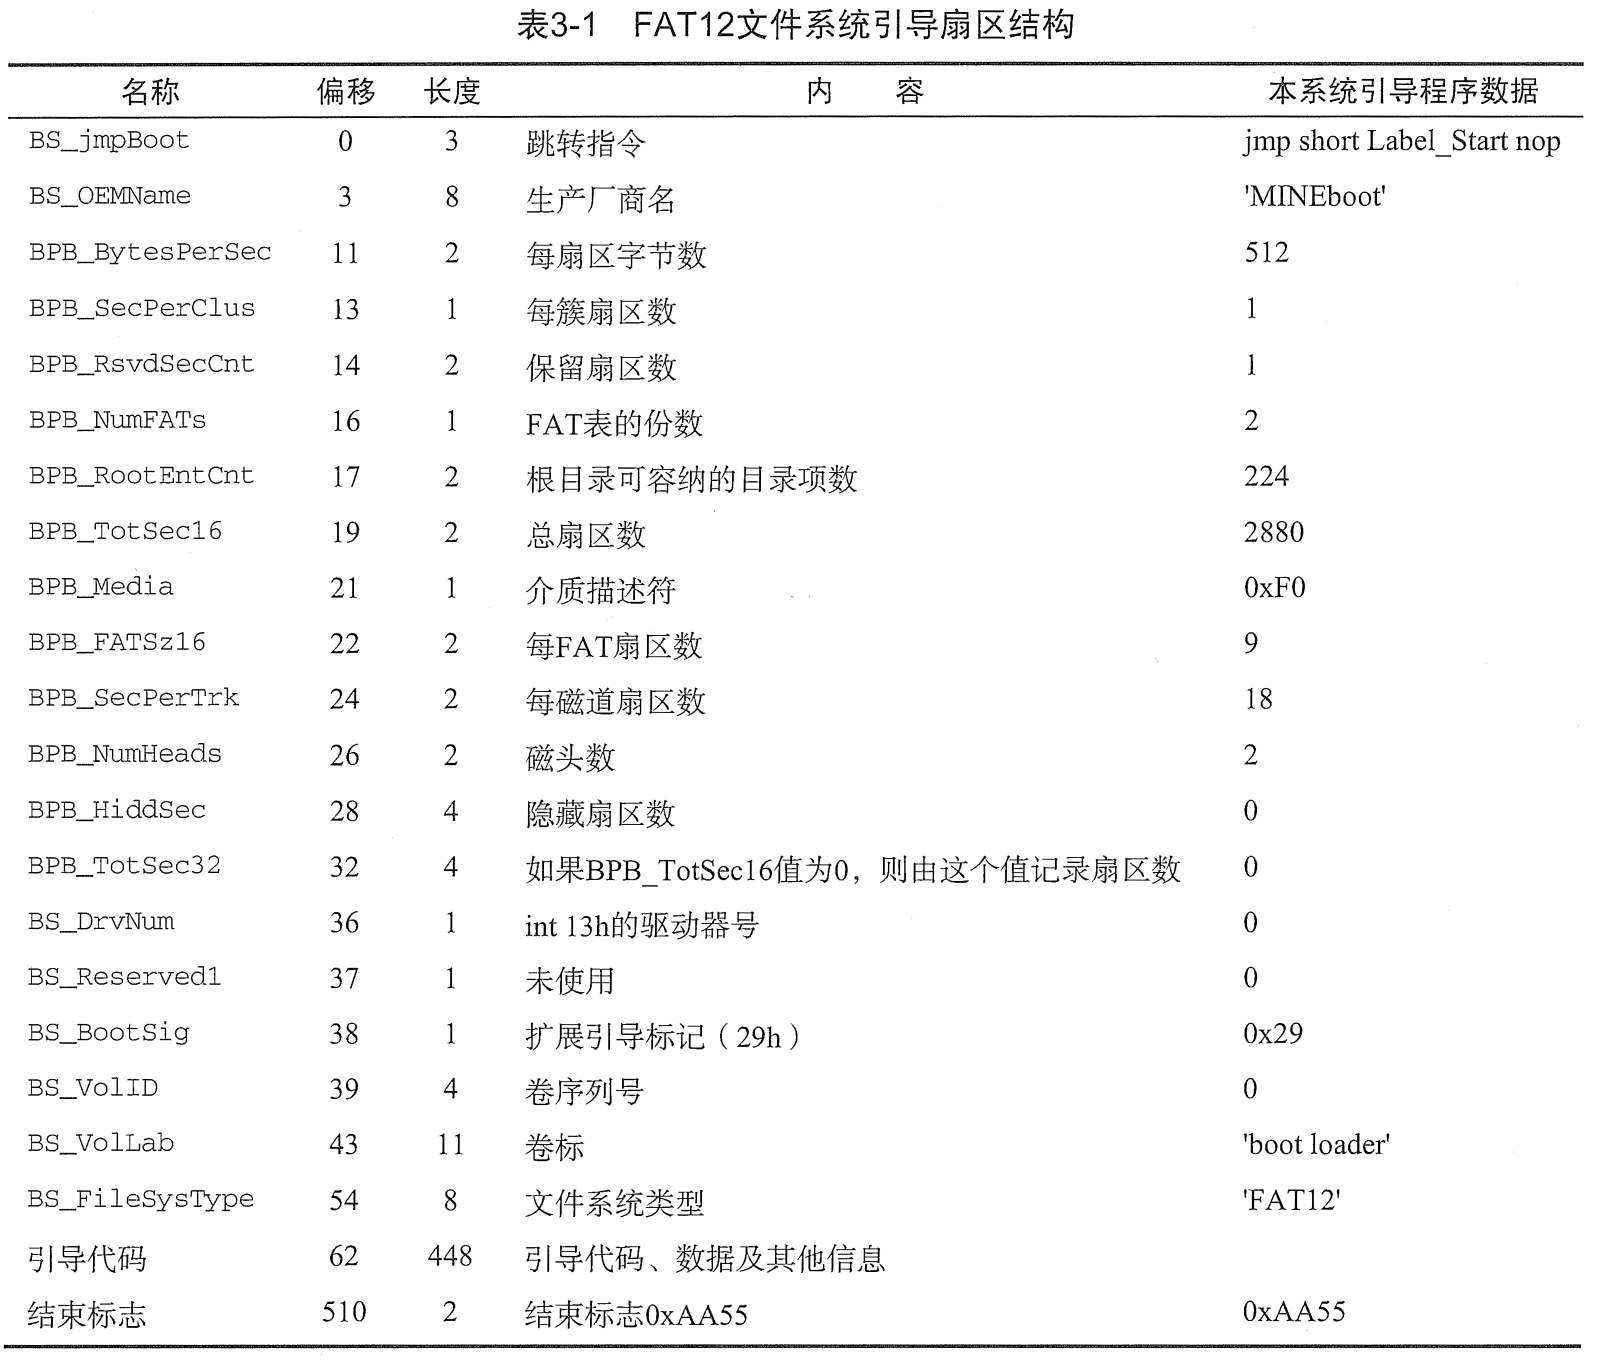 表3-1 FAT12文件系统引导扇区结构
名称 偏移 长度 内 容 本系统引导程序数据
BS_jmpBoot 0 3 跳转指令 jmp short Label_Start nop
BS_OEMName 3 8 生产厂商名 'MINEboot'
BPB_BytesPerSec 11 2 每扇区字节数 512
BPB_SecPerClus 13 1 每簇扇区数 1
BPB_RsvdSecCnt 14 2 保留扇区数 1
BPB_NumFATs 16 1 FAT表的份数 2
BPB_RootEntCnt 17 2 根目录可容纳的目录项数 224
BPB_TotSec16 19 2 总扇区数 2880
BPB_Media 21 1 介质描述符 0xF0
BPB_FATSz16 22 2 每FAT扇区数 9
BPB_SecPerTrk 24 2 每磁道扇区数 18
BPB_NumHeads 26 2 磁头数 2
BPB_HiddSec 28 4 隐藏扇区数 0
BPB_TotSec32 32 4 如果BPB_TotSec16值为0，则由这个值记录扇区数 0
BS_DrvNum 36 1 int 13h的驱动器号 0
BS_Reserved1 37 1 未使用 0
BS_BootSig 38 1 扩展引导标记（29h） 0x29
BS_VolID 39 4 卷序列号 0
BS_VolLab 43 11 卷标 'boot loader'
BS_FileSysType 54 8 文件系统类型 'FAT12'
引导代码 62 448 引导代码、数据及其他信息
结束标志 510 2 结束标志0xAA55 0xAA55